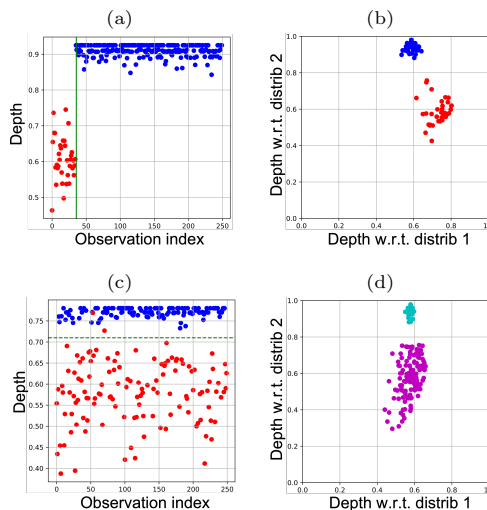 (a)
Depth
0.9
0.8
0.7
0.6
0.5
0 50 100 150 200 250
Observation index
(b)
Depth w.r.t. distrib 2
1.0
0.8
0.6
0.4
0.2
0.0
0.0 0.2 0.4 0.6 0.8 1.0
Depth w.r.t. distrib 1
(c)
Depth
0.75
0.70
0.65
0.60
0.55
0.50
0.45
0.40
0 50 100 150 200 250
Observation index
(d)
Depth w.r.t. distrib 2
1.0
0.8
0.6
0.4
0.2
0.0
0.0 0.2 0.4 0.6 0.8 1.0
Depth w.r.t. distrib 1